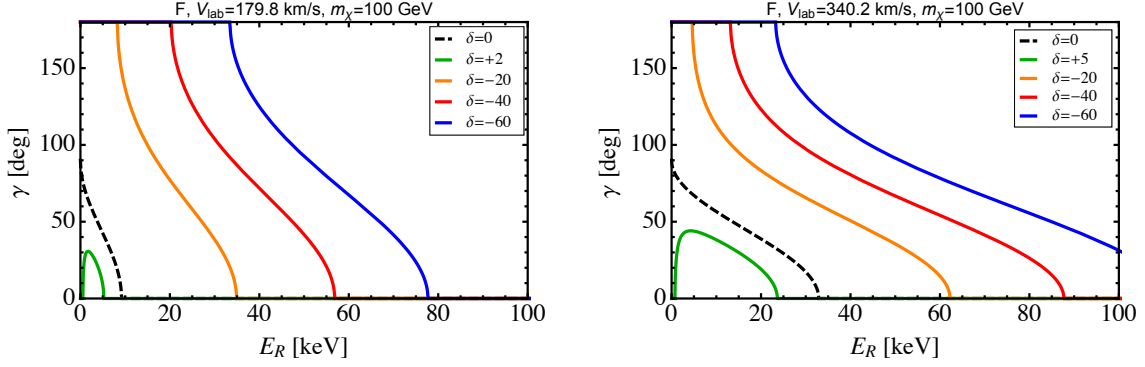 F, V_lab=179.8 km/s, m_χ=100 GeV
γ [deg]
150
100
50
0
δ=0
δ=+2
δ=−20
δ=−40
δ=−60
0 20 40 60 80 100
E_R [keV]
F, V_lab=340.2 km/s, m_χ=100 GeV
γ [deg]
150
100
50
0
δ=0
δ=+5
δ=−20
δ=−40
δ=−60
0 20 40 60 80 100
E_R [keV]